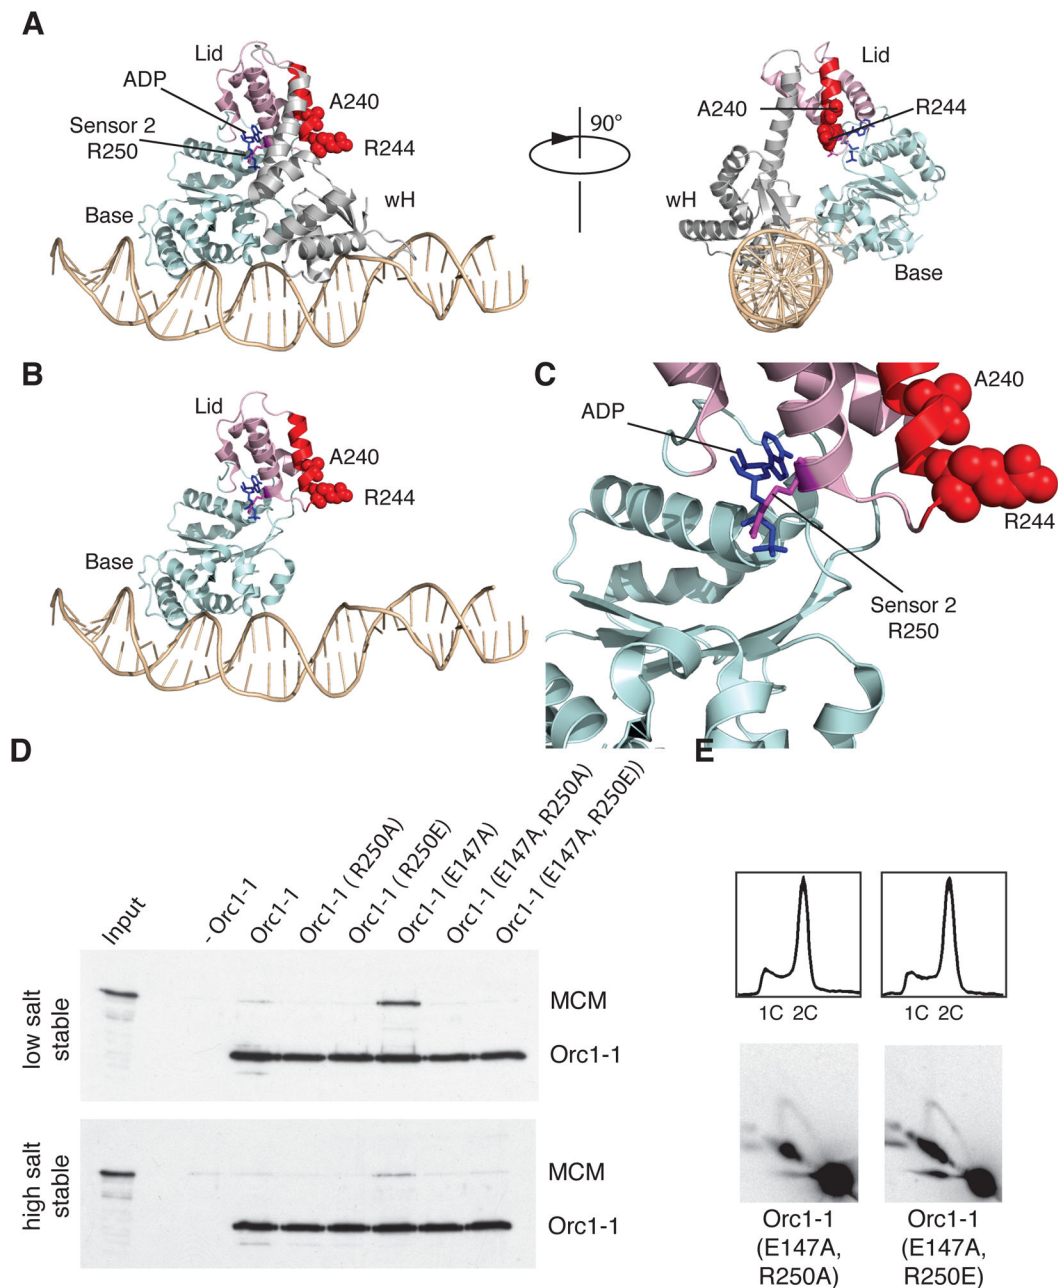 A
Lid
ADP
Sensor 2
R250
A240
R244
Base
wH
90°
Lid
A240
R244
wH
Base
B
Lid
A240
R244
Base
C
ADP
A240
R244
Sensor 2
R250
D
Input
- Orc1-1
Orc1-1
Orc1-1 ( R250A)
Orc1-1 ( R250E)
Orc1-1 (E147A)
Orc1-1 (E147A, R250A)
Orc1-1 (E147A, R250E))
low salt
stable
MCM
Orc1-1
high salt
stable
MCM
Orc1-1
E
1C 2C
1C 2C
Orc1-1
(E147A,
R250A)
Orc1-1
(E147A,
R250E)